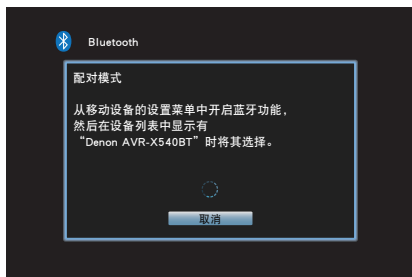 Bluetooth
配对模式
从移动设备的设置菜单中开启蓝牙功能，
然后在设备列表中显示有
“Denon AVR-X540BT”时将其选择。
取消